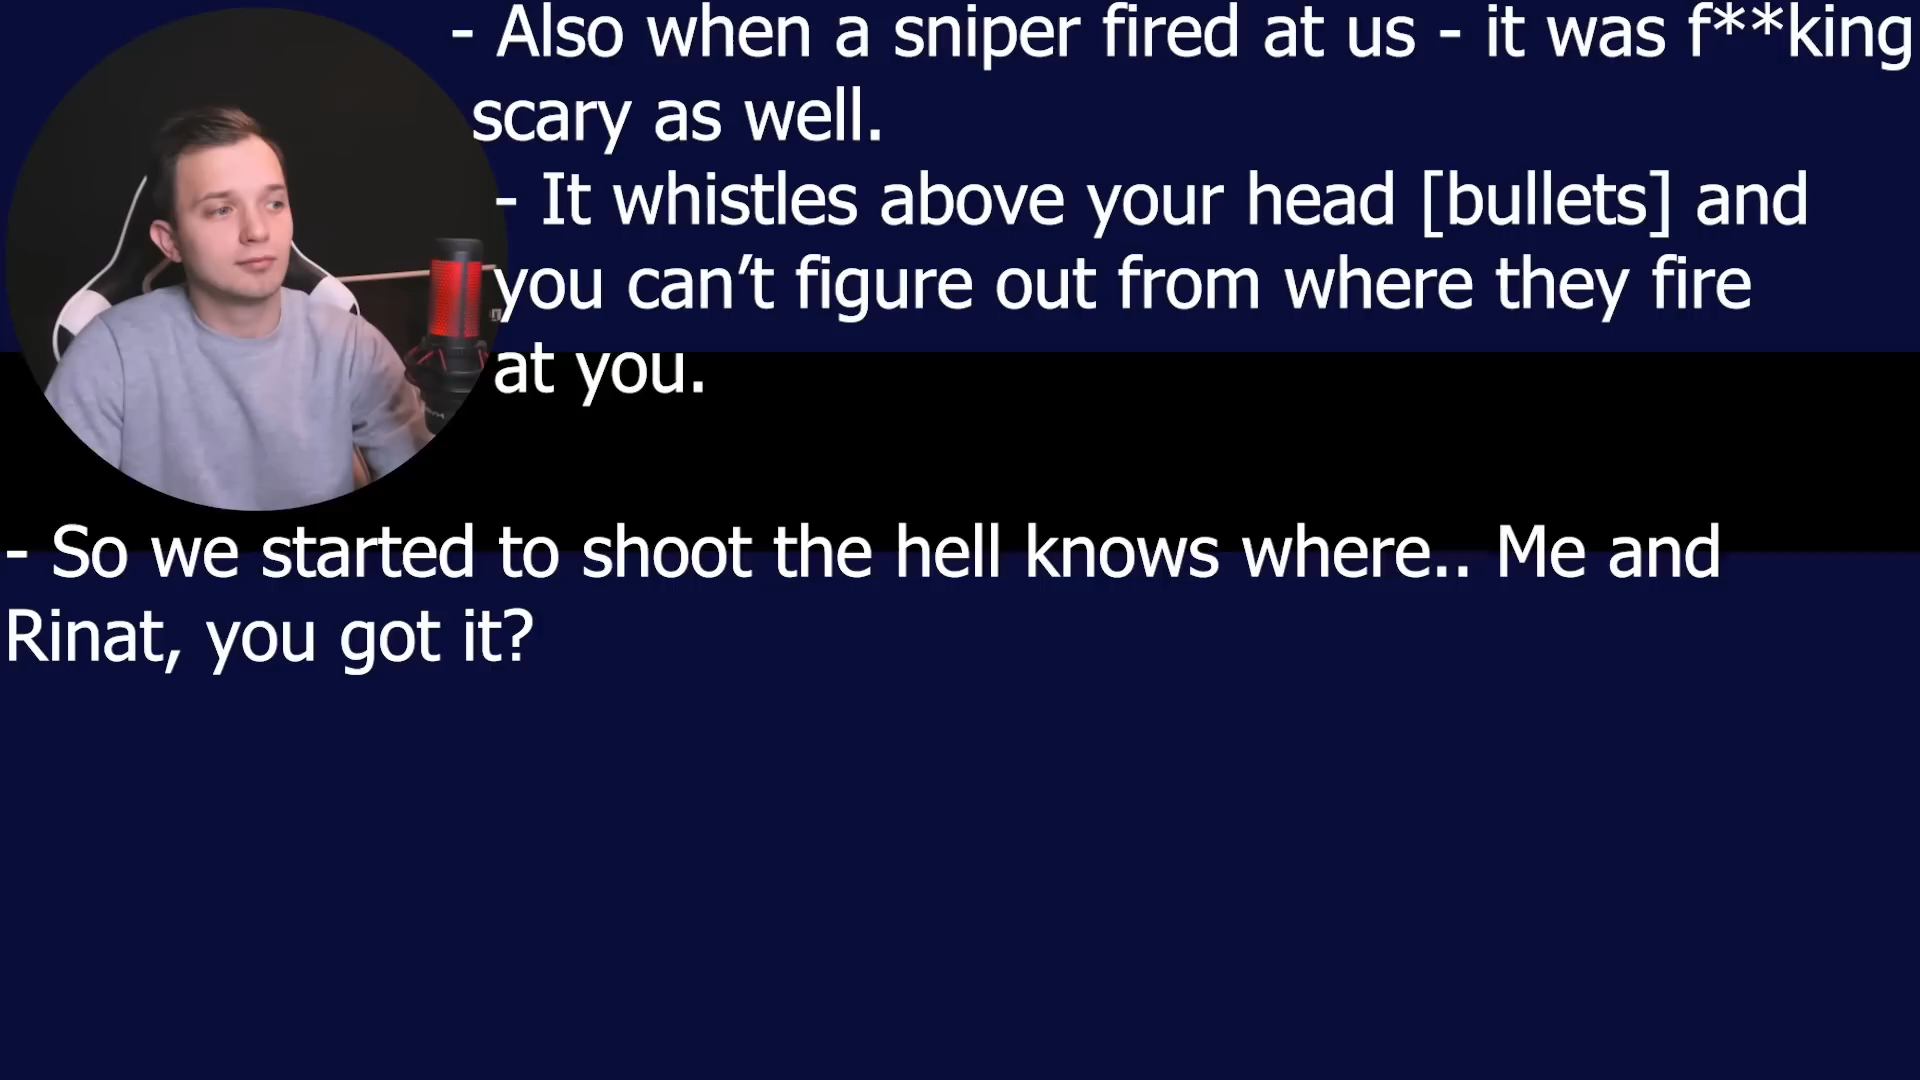 - Also when a sniper fired at us - it was f**king
scary as well.
- It whistles above your head [bullets] and
you can’t figure out from where they fire
at you.
- So we started to shoot the hell knows where.. Me and
Rinat, you got it?